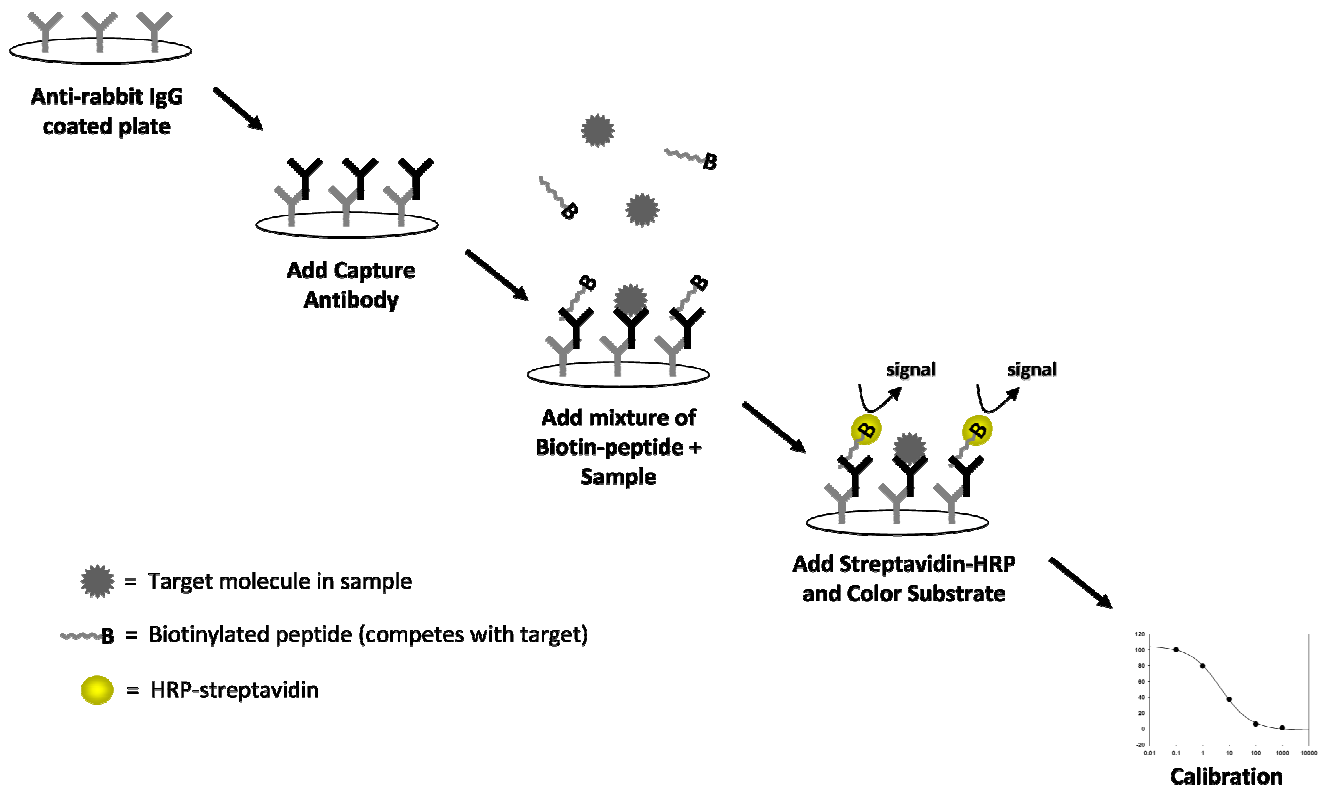 Anti-rabbit IgG
coated plate
B
B
Add Capture
Antibody
B
B
Add mixture of
Biotin-peptide +
Sample
signal
signal
B
B
Add Streptavidin-HRP
and Color Substrate
= Target molecule in sample
B = Biotinylated peptide (competes with target)
= HRP-streptavidin
120
100
80
60
40
20
0
-20
0.01 0.1 1 10 100 1000 10000
Calibration